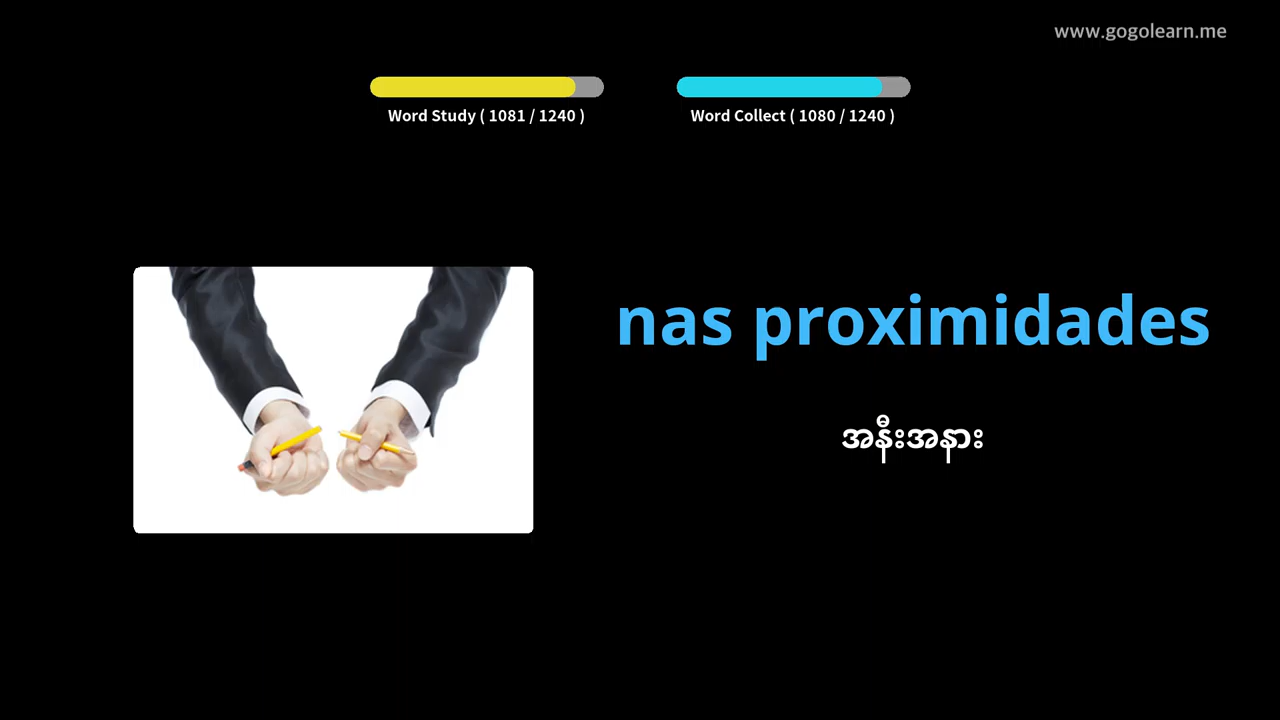 www.gogolearn.me
Word Study ( 1081 / 1240 )
Word Collect ( 1080 / 1240 )
nas proximidades
အနီးအနား